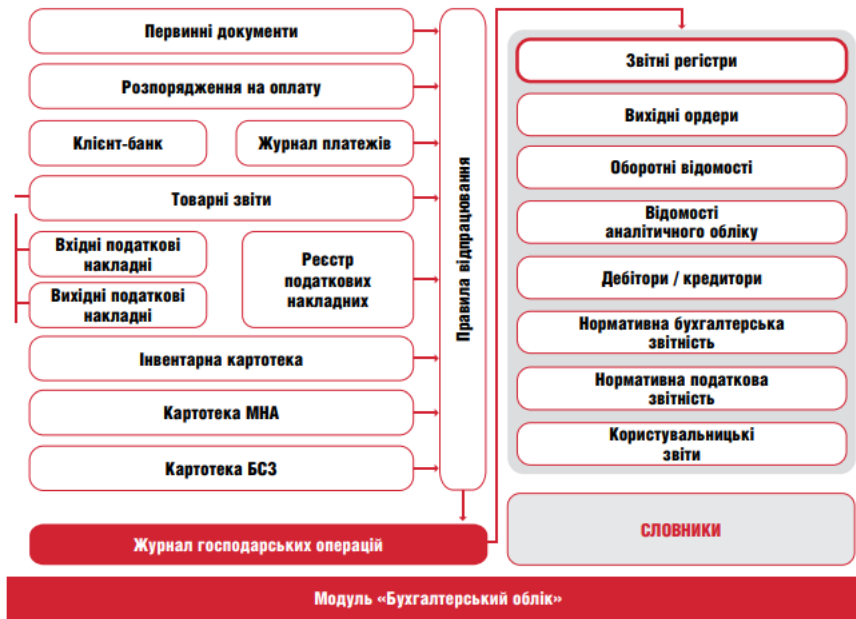 Первинні документи
Розпорядження на оплату
Клієнт-банк
Журнал платежів
Товарні звіти
Вхідні податкові
накладні
Вихідні податкові
накладні
Реєстр
податкових
накладних
Інвентарна картотека
Картотека МНА
Картотека БСЗ
Правила відпрацювання
Журнал господарських операцій
Звітні регістри
Вихідні ордери
Оборотні відомості
Відомості
аналітичного обліку
Дебітори / кредитори
Нормативна бухгалтерська
звітність
Нормативна податкова
звітність
Користувальницькі
звіти
СЛОВНИКИ
Модуль «Бухгалтерський облік»